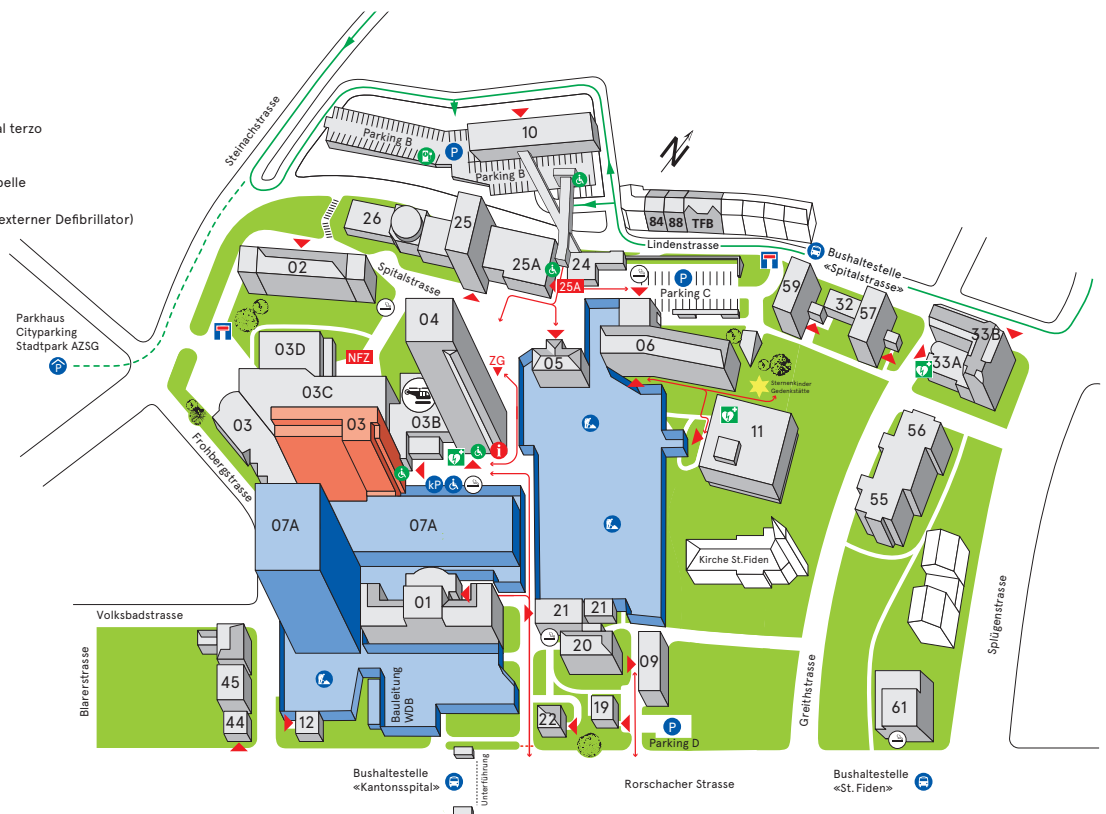 al terzo
pelle
externer Defibrillator)
Steinachstrasse
Parking B
P
10
Parking B
N
84 88 TFB
26
25
Lindenstrasse
Bushaltestelle
«Spitalstrasse»
02
Spitalstrasse
25A
24
25A
P
Parking C
59
32
57
33B
33A
Parkhaus
Cityparking
Stadtpark AZSG
P
04
03D
NFZ
ZG
05
06
Sternenkinder
Gedenkstätte
03C
03
03
03B
i
kP
11
56
55
Frohbergstrasse
07A
07A
Kirche St.Fiden
01
21
21
20
09
Volksbadstrasse
Blarerstrasse
45
44
12
Bauleitung
WDB
22
19
P
Parking D
Greithstrasse
Splügenstrasse
61
Unterführung
Bushaltestelle
«Kantonsspital»
Rorschacher Strasse
Bushaltestelle
«St. Fiden»